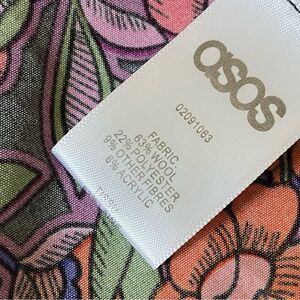 asos
02091063
FABRIC
63% WOOL
22% POLYESTER
9% OTHER FIBRES
6% ACRYLIC